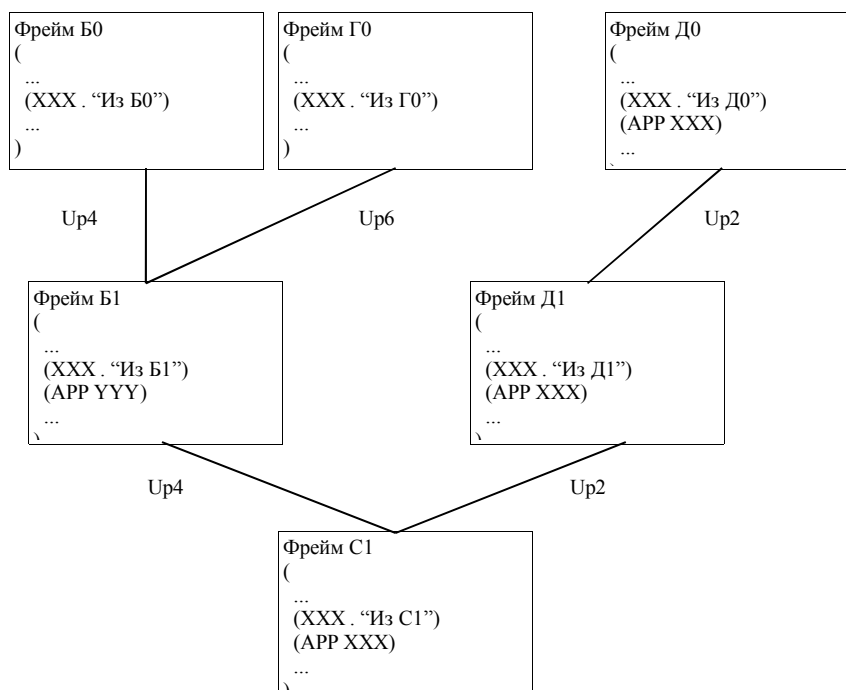 Фрейм Б0
(
...
(XXX . “Из Б0”)
...
)
Фрейм Г0
(
...
(XXX . “Из Г0”)
...
)
Фрейм Д0
(
...
(XXX . “Из Д0”)
(APP XXX)
...
)
Up4
Up6
Up2
Фрейм Б1
(
...
(XXX . “Из Б1”)
(APP YYY)
...
)
Фрейм Д1
(
...
(XXX . “Из Д1”)
(APP XXX)
...
)
Up4
Up2
Фрейм С1
(
...
(XXX . “Из С1”)
(APP XXX)
...
)